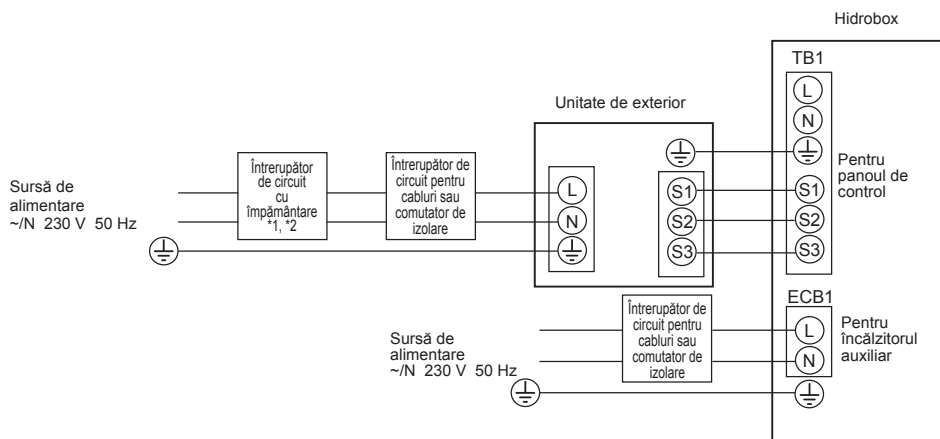 Hidrobox
TB1
L
N
Unitate de exterior
Pentru
panoul de
control
Întrerupător
de circuit
cu
împământare
*1, *2
Întrerupător de
circuit pentru
cabluri sau
comutator de
izolare
Sursă de
alimentare
~/N 230 V 50 Hz
L
N
S1
S2
S3
S1
S2
S3
ECB1
Întrerupător de
circuit pentru
cabluri sau
comutator de
izolare
L
N
Pentru
încălzitorul
auxiliar
Sursă de
alimentare
~/N 230 V 50 Hz